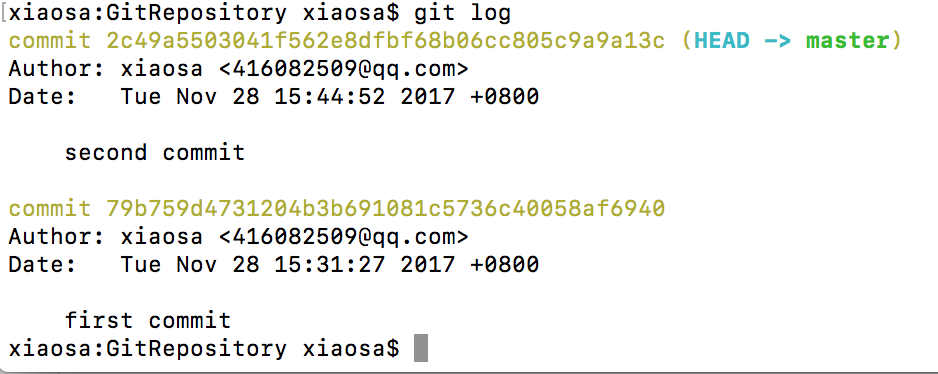 [xiaosa:GitRepository xiaosa$ git log
commit 2c49a5503041f562e8dfbf68b06cc805c9a9a13c (HEAD -> master)
Author: xiaosa <416082509@qq.com>
Date:   Tue Nov 28 15:44:52 2017 +0800
    second commit
commit 79b759d4731204b3b691081c5736c40058af6940
Author: xiaosa <416082509@qq.com>
Date:   Tue Nov 28 15:31:27 2017 +0800
    first commit
xiaosa:GitRepository xiaosa$